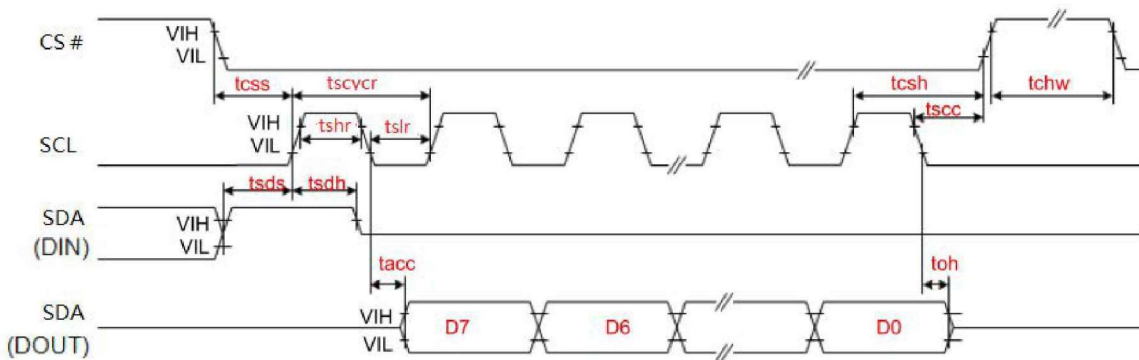 CS #
VIH
VIL
tcss
tscycr
tcsh
tchw
tscc
SCL
VIH
VIL
tshr
tslr
tsds
tsdh
SDA
(DIN)
VIH
VIL
tacc
toh
SDA
(DOUT)
VIH
VIL
D7
D6
D0